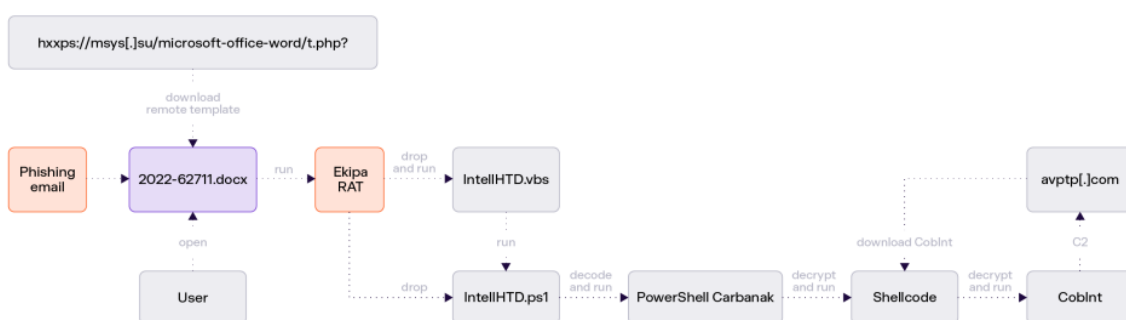 hxxps://msys[.]su/microsoft-office-word/t.php?
download
remote template
Phishing
email
2022-62711.docx
run
Ekipa
RAT
drop
and run
IntelIHTD.vbs
avptp[.]com
open
run
download CobInt
C2
User
drop
IntelIHTD.ps1
decode
and run
PowerShell Carbanak
decrypt
and run
Shellcode
decrypt
and run
CobInt